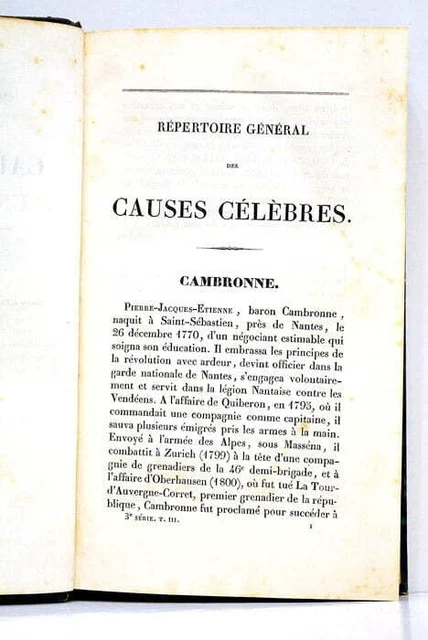 RÉPERTOIRE GÉNÉRAL
DES
CAUSES CÉLÈBRES.
CAMBRONNE.
PIERRE-JACQUES-ETIENNE, baron Cambronne,
naquit à Saint-Sébastien, près de Nantes, le
26 décembre 1770, d'un négociant estimable qui
soigna son éducation. Il embrassa les principes de
la révolution avec ardeur, devint officier dans la
garde nationale de Nantes, s'engagea volontaire-
ment et servit dans la légion Nantaise contre les
Vendéens. A l'affaire de Quiberon, en 1795, où il
commandait une compagnie comme capitaine, il
sauva plusieurs émigrés pris les armes à la main.
Envoyé à l'armée des Alpes, sous Masséna, il
combattit à Zurich (1799) à la tête d'une compa-
gnie de grenadiers de la 46e demi-brigade, et à
l'affaire d'Oberhausen (1800), où fut tué La Tour-
d'Auvergne-Corret, premier grenadier de la répu-
blique, Cambronne fut proclamé pour succéder à
3e SÉRIE. T. III. 1